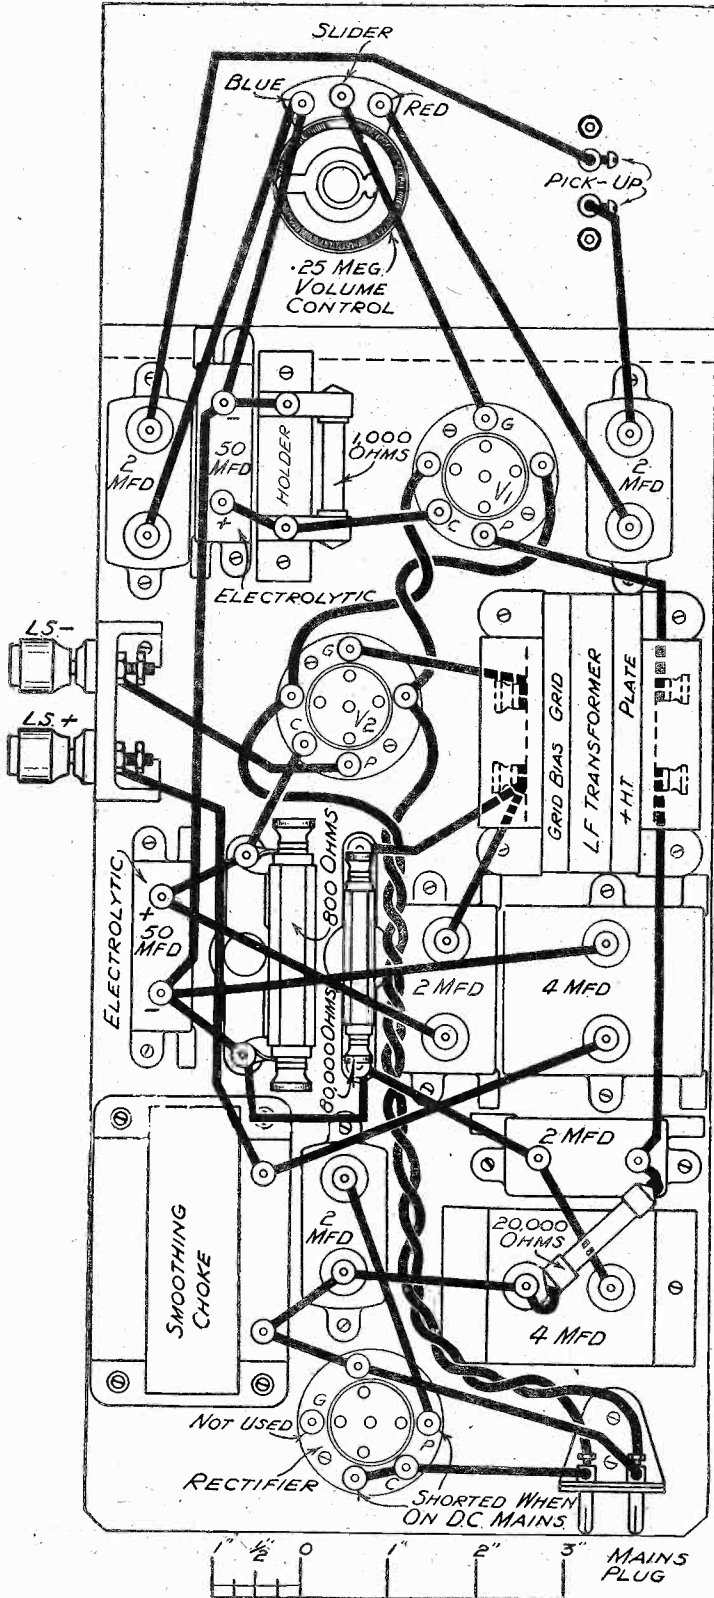 SLIDER
BLUE
RED
PICK-UP
.25 MEG.
VOLUME
CONTROL
2
MFD
-
50
MFD
+
HOLDER
1,000
OHMS
G
V1
C
P
2
MFD
ELECTROLYTIC
LS-
LS.+
G
V2
C
P
GRID BIAS GRID
LF TRANSFORMER
+H.T. PLATE
ELECTROLYTIC
+
50
MFD
-
800 OHMS
80,000 OHMS
2 MFD
4 MFD
2 MFD
SMOOTHING
CHOKE
2
MFD
20,000
OHMS
4 MFD
G
NOT USED
P
C
RECTIFIER
SHORTED WHEN
ON D.C. MAINS.
1" ½" 0 1" 2" 3"
MAINS
PLUG